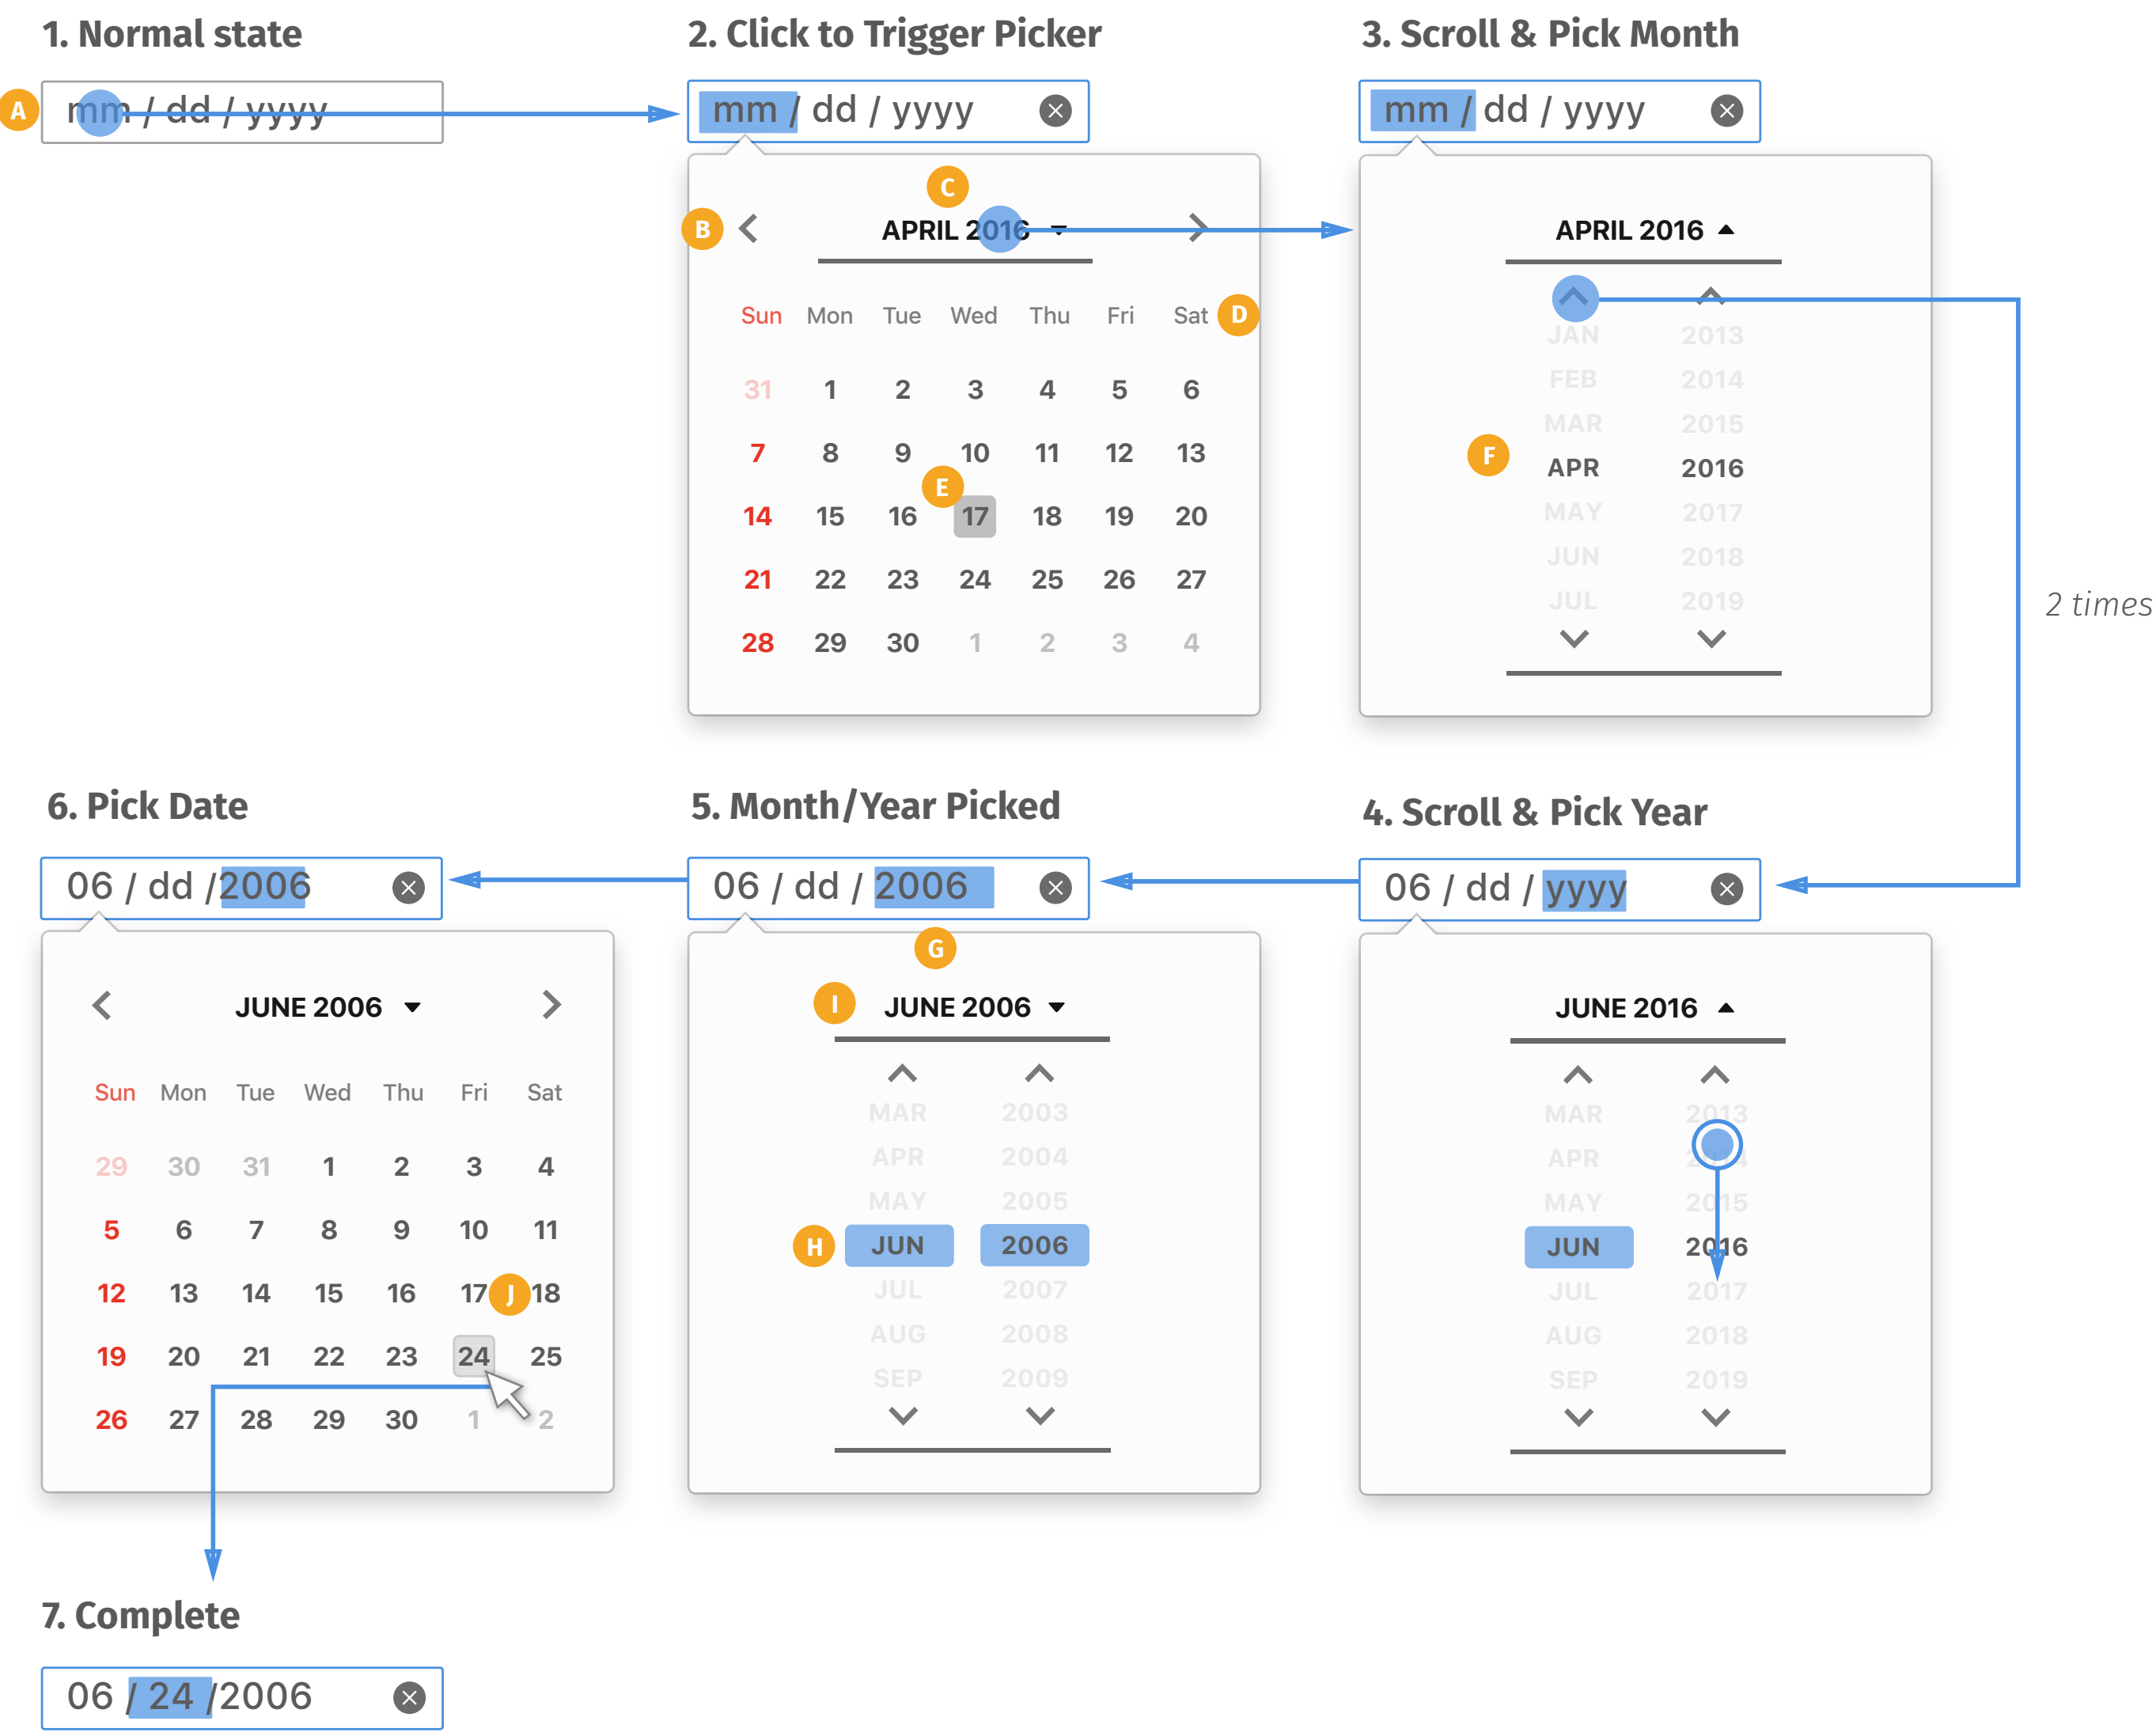 1. Normal state
A
mm / dd / yyyy
2. Click to Trigger Picker
mm / dd / yyyy
C
B
APRIL 2016
Sun Mon Tue Wed Thu Fri Sat
D
31 1 2 3 4 5 6
7 8 9 10 11 12 13
E
14 15 16 17 18 19 20
21 22 23 24 25 26 27
28 29 30 1 2 3 4
3. Scroll & Pick Month
mm / dd / yyyy
APRIL 2016
JAN 2013
FEB 2014
MAR 2015
F
APR 2016
MAY 2017
JUN 2018
JUL 2019
2 times
4. Scroll & Pick Year
06 / dd / yyyy
JUNE 2016
MAR 2013
APR 2014
MAY 2015
JUN 2016
JUL 2017
AUG 2018
SEP 2019
5. Month/Year Picked
06 / dd / 2006
G
I
JUNE 2006
MAR 2003
APR 2004
MAY 2005
H
JUN 2006
JUL 2007
AUG 2008
SEP 2009
6. Pick Date
06 / dd /2006
JUNE 2006
Sun Mon Tue Wed Thu Fri Sat
29 30 31 1 2 3 4
5 6 7 8 9 10 11
12 13 14 15 16 17 18
J
19 20 21 22 23 24 25
26 27 28 29 30 1 2
7. Complete
06 / 24 /2006